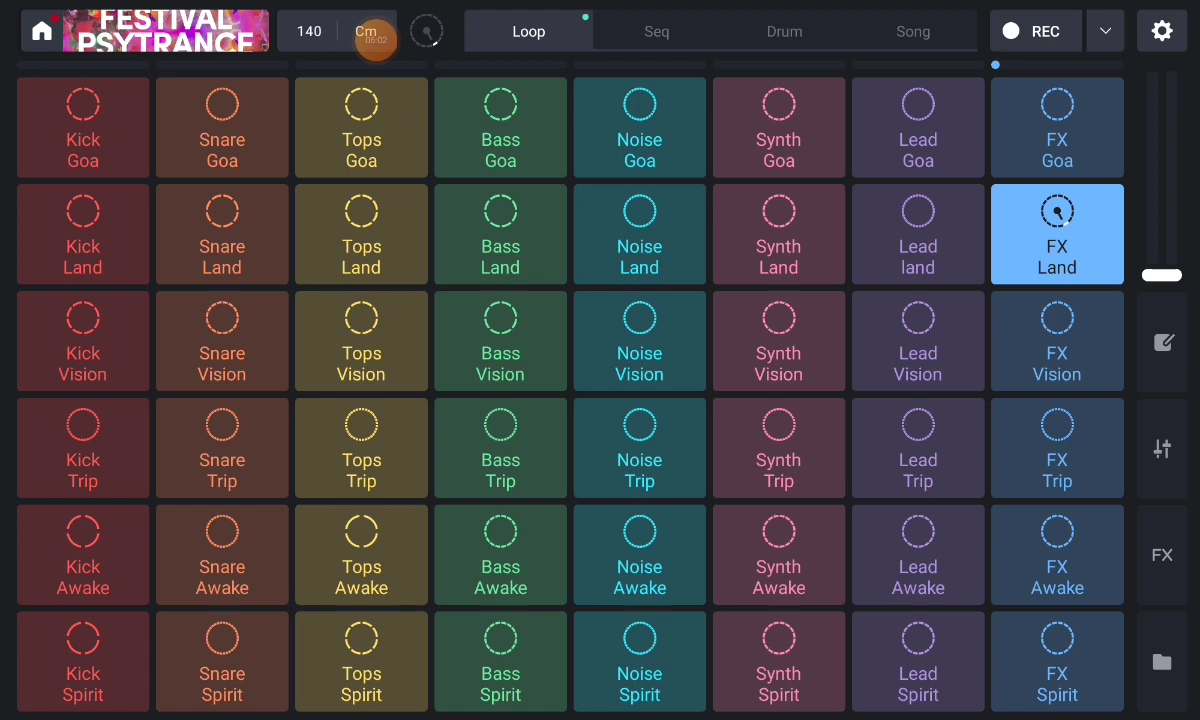 FESTIVAL
PSYTRANCE
140 Cm
06:02
Loop Seq Drum Song
REC
Kick Goa
Snare Goa
Tops Goa
Bass Goa
Noise Goa
Synth Goa
Lead Goa
FX Goa
Kick Land
Snare Land
Tops Land
Bass Land
Noise Land
Synth Land
Lead land
FX Land
Kick Vision
Snare Vision
Tops Vision
Bass Vision
Noise Vision
Synth Vision
Lead Vision
FX Vision
Kick Trip
Snare Trip
Tops Trip
Bass Trip
Noise Trip
Synth Trip
Lead Trip
FX Trip
Kick Awake
Snare Awake
Tops Awake
Bass Awake
Noise Awake
Synth Awake
Lead Awake
FX Awake
FX
Kick Spirit
Snare Spirit
Tops Spirit
Bass Spirit
Noise Spirit
Synth Spirit
Lead Spirit
FX Spirit